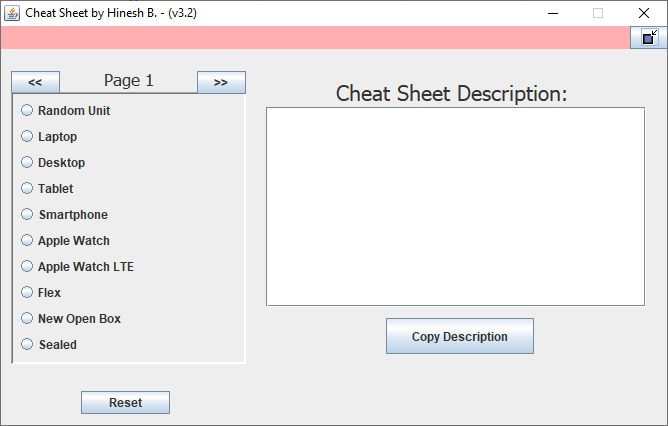 Cheat Sheet by Hinesh B. - (v3.2)
<< Page 1 >>
Random Unit
Laptop
Desktop
Tablet
Smartphone
Apple Watch
Apple Watch LTE
Flex
New Open Box
Sealed
Reset
Cheat Sheet Description:
Copy Description